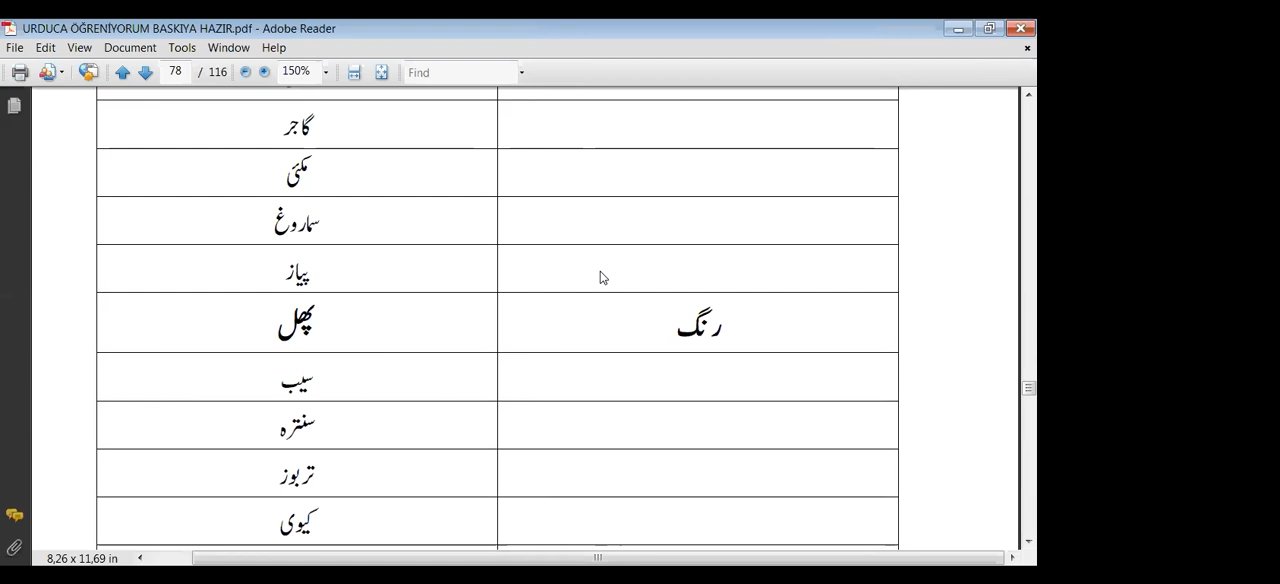 URDUCA ÖĞRENİYORUM BASKIYA HAZIR.pdf - Adobe Reader
File Edit View Document Tools Window Help
78 / 116 150% Find
گاجر
مکئی
سماروغ
پیاز
پھل رنگ
سیب
سنترہ
تربوز
کیوی
8,26 x 11,69 in